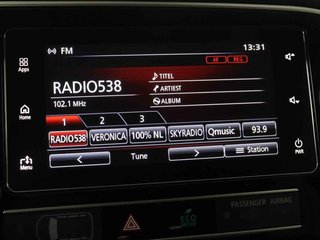 FM 13:31
AF REG
Apps
RADIO538
TITEL
ARTIEST
ALBUM
102.1 MHz
Home
1 2 3
RADIO538 VERONICA 100% NL SKYRADIO Qmusic 93.9
PWR
Menu
Tune Station
PASSENGER AIRBAG
ECO